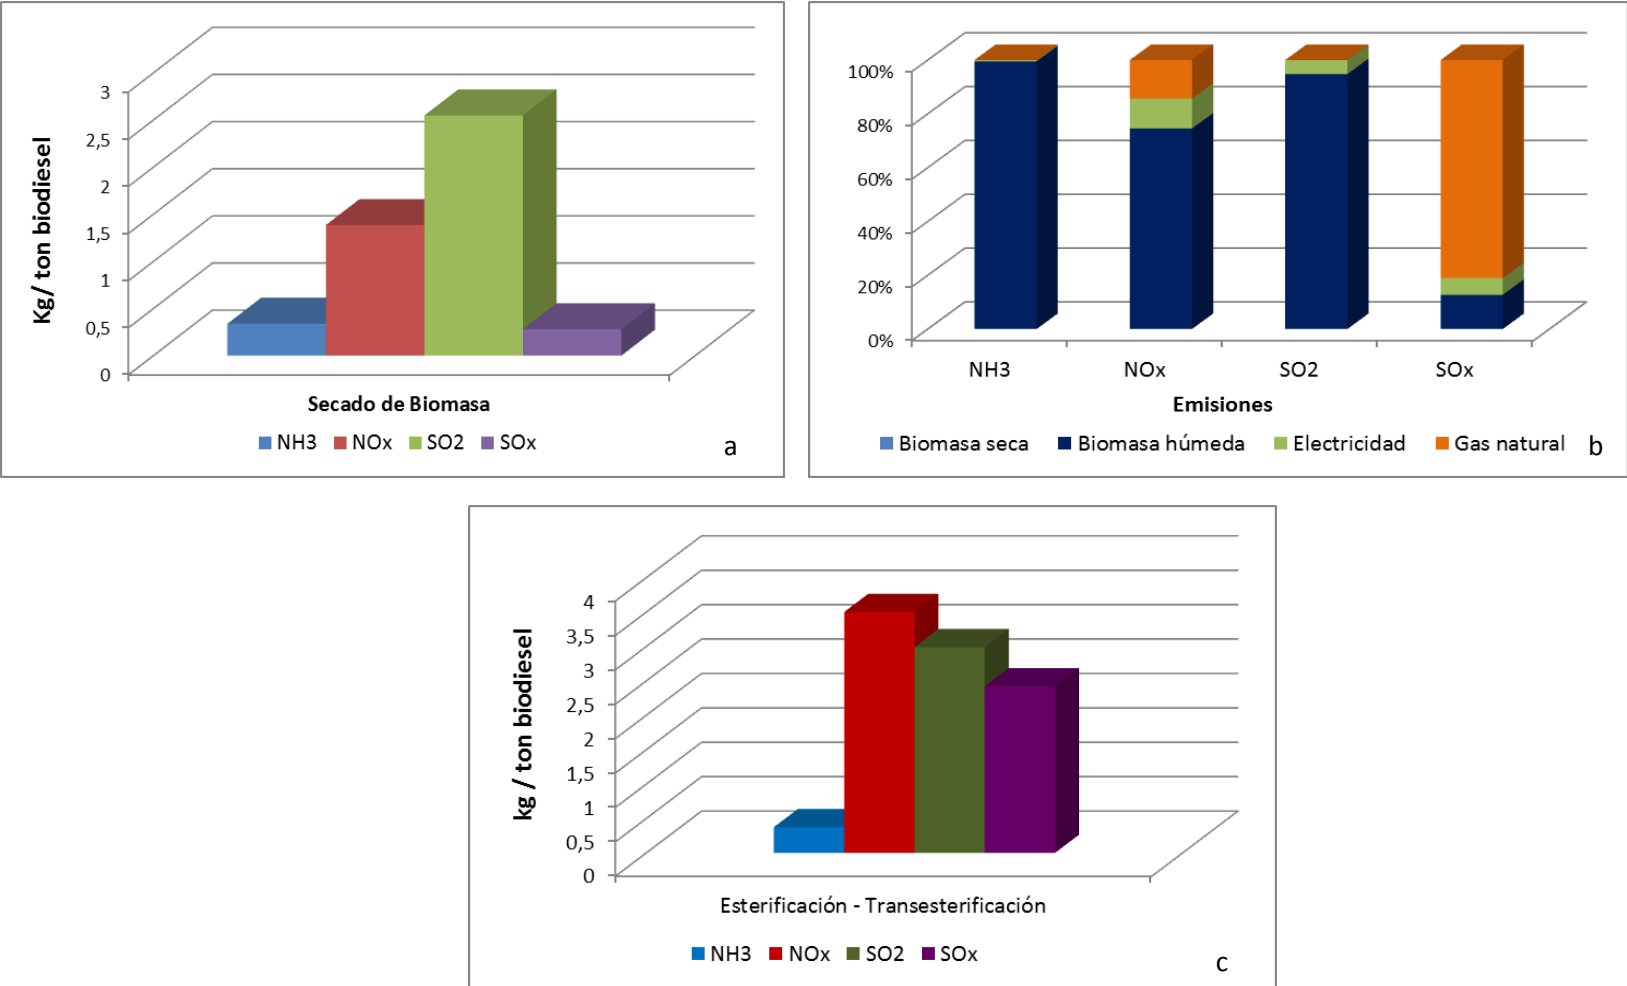 3
2,5
2
1,5
1
0,5
0
Kg/ ton biodiesel
Secado de Biomasa
NH3 NOx SO2 SOx
a
100%
80%
60%
40%
20%
0%
NH3 NOx SO2 SOx
Emisiones
Biomasa seca Biomasa húmeda Electricidad Gas natural
b
4
3,5
3
2,5
2
1,5
1
0,5
0
kg / ton biodiesel
Esterificación - Transesterificación
NH3 NOx SO2 SOx
c